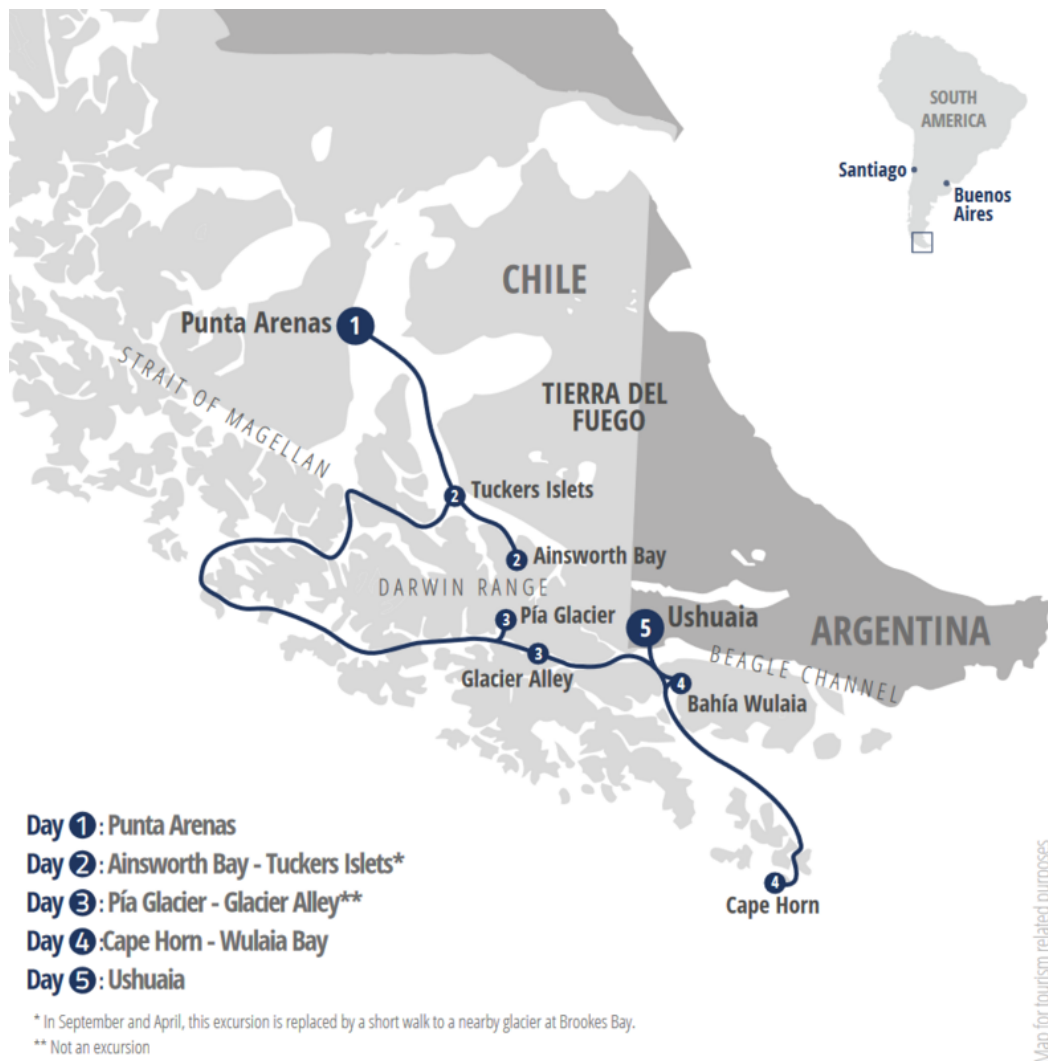 SOUTH
AMERICA
Santiago
Buenos
Aires
CHILE
Punta Arenas
1
STRAIT OF MAGELLAN
TIERRA DEL
FUEGO
2
Tuckers Islets
2
Ainsworth Bay
DARWIN RANGE
3
Pía Glacier
5
Ushuaia
ARGENTINA
3
Glacier Alley
BEAGLE CHANNEL
4
Bahía Wulaia
4
Cape Horn
Day 1: Punta Arenas
Day 2: Ainsworth Bay - Tuckers Islets*
Day 3: Pía Glacier - Glacier Alley**
Day 4:Cape Horn - Wulaia Bay
Day 5: Ushuaia
* In September and April, this excursion is replaced by a short walk to a nearby glacier at Brookes Bay.
** Not an excursion
Map for tourism related purposes